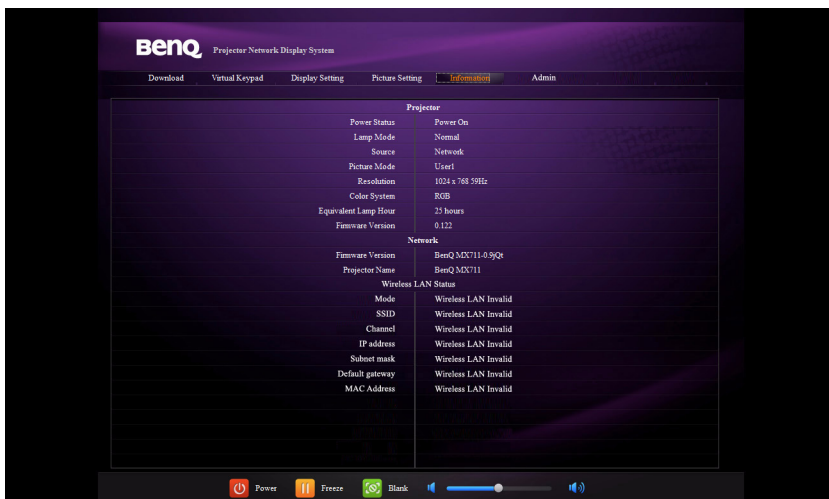 BenQ Projector Network Display System
Download Virtual Keypad Display Setting Picture Setting Information Admin
Projector
Power Status Power On
Lamp Mode Normal
Source Network
Picture Mode User1
Resolution 1024 x 768 59Hz
Color System RGB
Equivalent Lamp Hour 25 hours
Firmware Version 0.122
Network
Firmware Version BenQ MX711-0.9jQt
Projector Name BenQ MX711
Wireless LAN Status
Mode Wireless LAN Invalid
SSID Wireless LAN Invalid
Channel Wireless LAN Invalid
IP address Wireless LAN Invalid
Subnet mask Wireless LAN Invalid
Default gateway Wireless LAN Invalid
MAC Address Wireless LAN Invalid
Power Freeze Blank